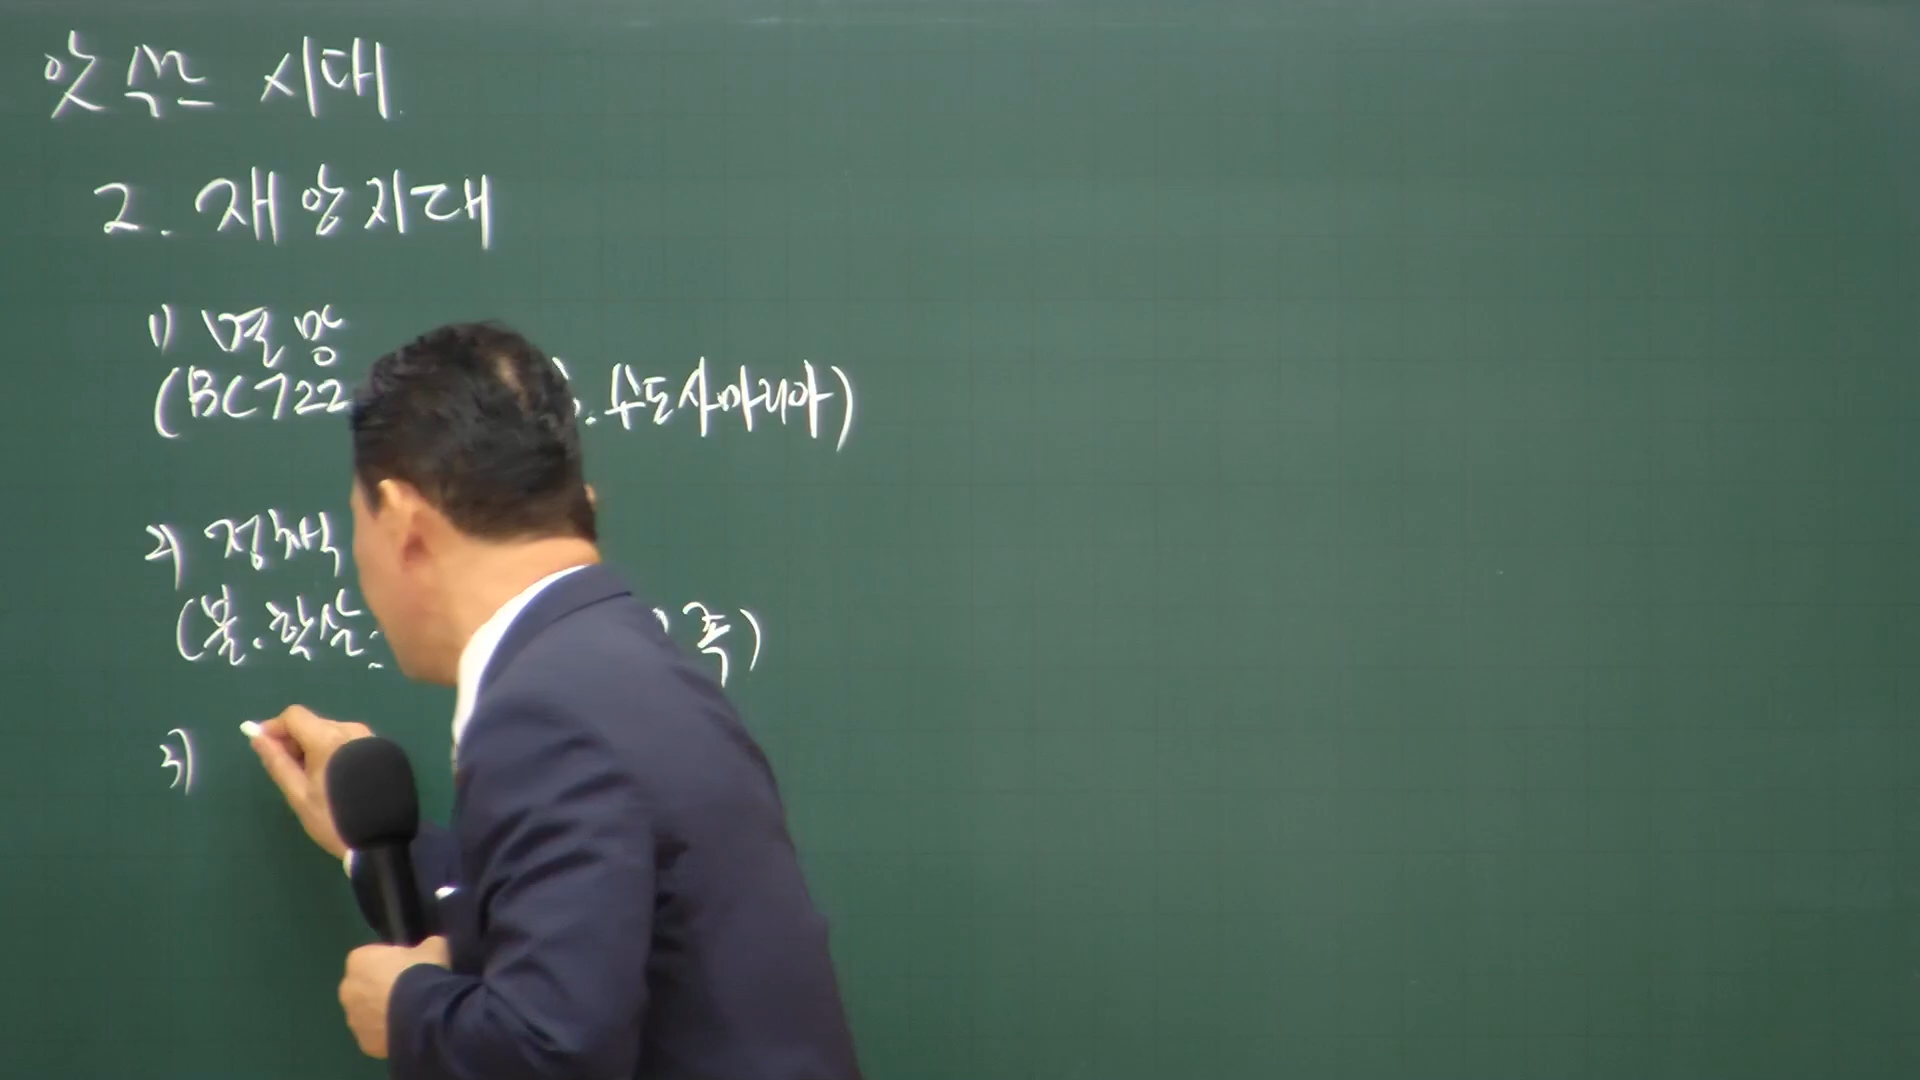 앗수르 시대
2. 재앙지대
1) 멸망
(BC722 . 수도사마리아)
2) 정책
(불.학살. 족)
3)